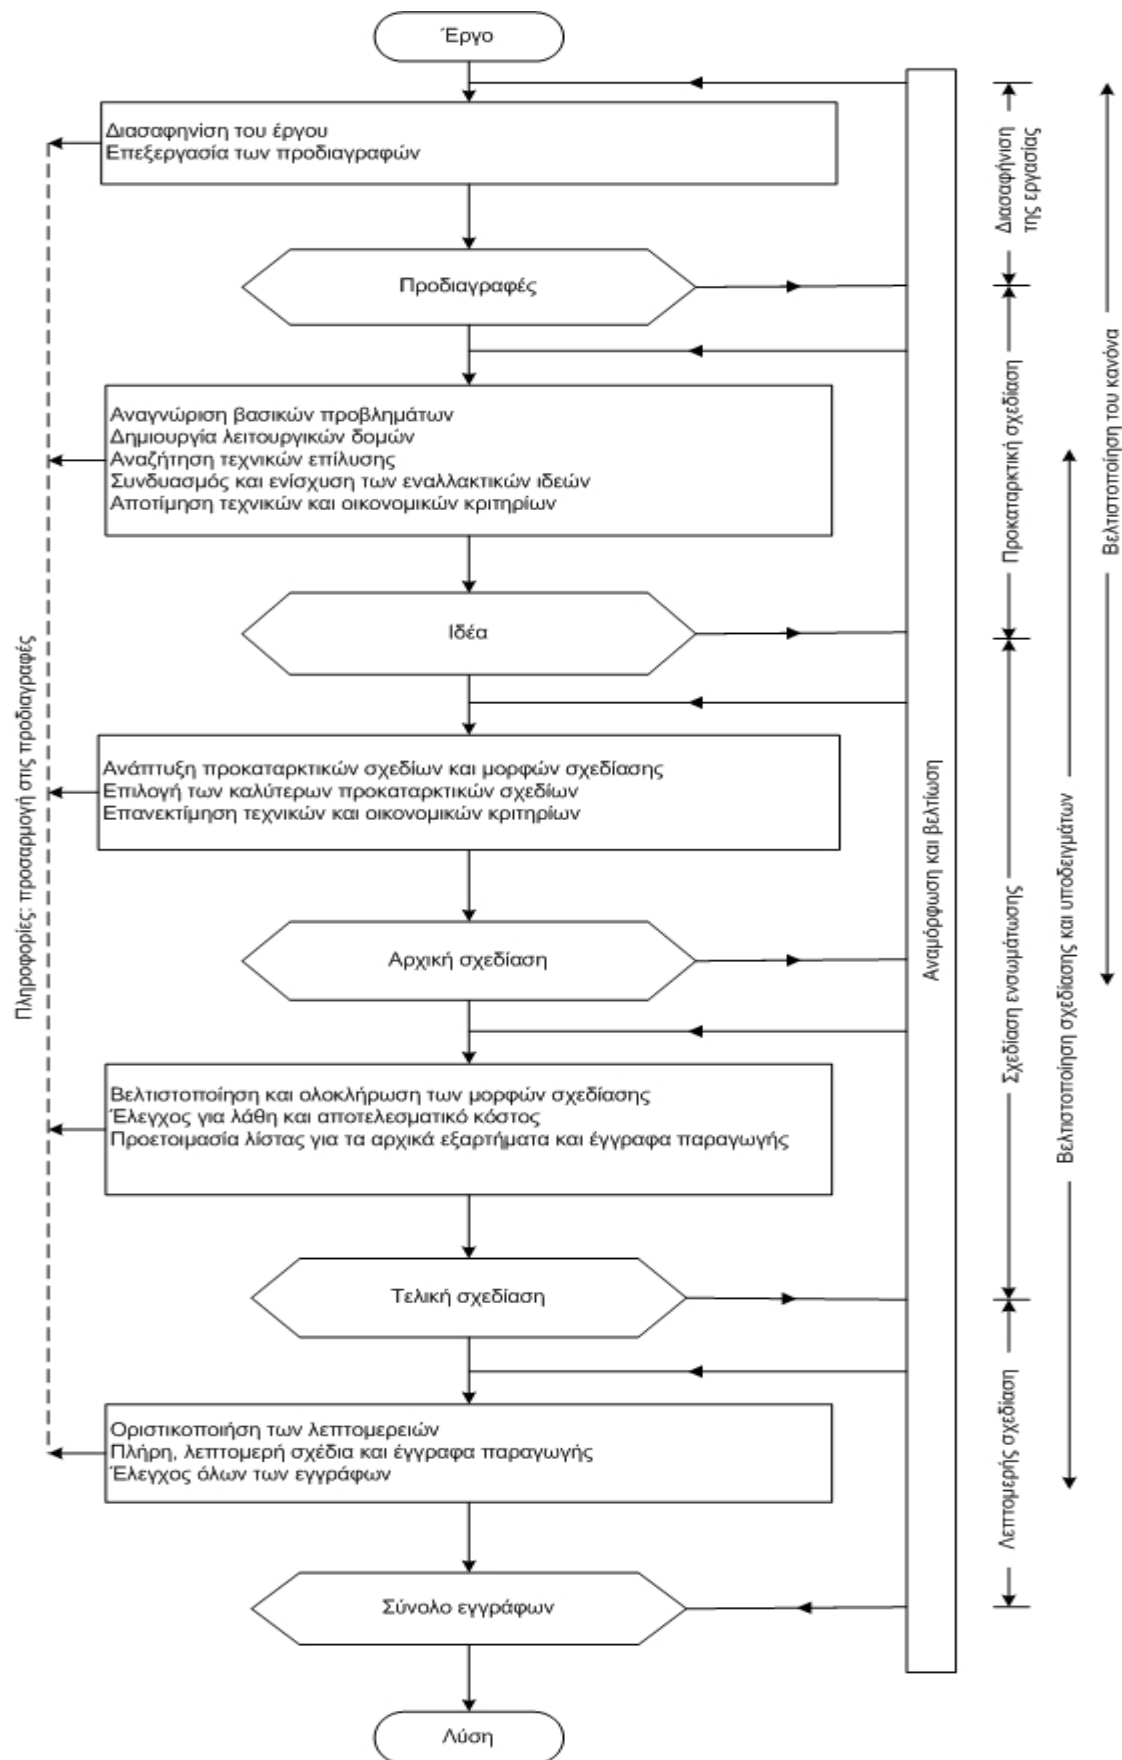 Έργο
Διασαφηνίση του έργου
Επεξεργασία των προδιαγραφών
Προδιαγραφές
Αναγνώριση βασικών προβλημάτων
Δημιουργία λειτουργικών δομών
Αναζήτηση τεχνικών επίλυσης
Συνδυασμός και ενίσχυση των εναλλακτικών ιδεών
Αποτίμηση τεχνικών και οικονομικών κριτηρίων
Ιδέα
Ανάπτυξη προκαταρκτικών σχεδίων και μορφών σχεδίασης
Επιλογή των καλύτερων προκαταρκτικών σχεδίων
Επανεκτίμηση τεχνικών και οικονομικών κριτηρίων
Αρχική σχεδίαση
Βελτιστοποίηση και ολοκλήρωση των μορφών σχεδίασης
Έλεγχος για λάθη και αποτελεσματικό κόστος
Προετοιμασία λίστας για τα αρχικά εξαρτήματα και έγγραφα παραγωγής
Τελική σχεδίαση
Οριστικοποιήση των λεπτομερειών
Πλήρη, λεπτομερή σχέδια και έγγραφα παραγωγής
Έλεγχος όλων των εγγράφων
Σύνολο εγγράφων
Λύση
Πληροφορίες: προσαρμογή στις προδιαγραφές
Αναμόρφωση και βελτίωση
Διασαφήνιση
της εργασίας
Προκαταρκτική σχεδίαση
Σχεδίαση ενσωμάτωσης
Λεπτομερής σχεδίαση
Βελτιστοποίηση σχεδίασης και υποδειγμάτων
Βελτιστοποίηση του κανόνα